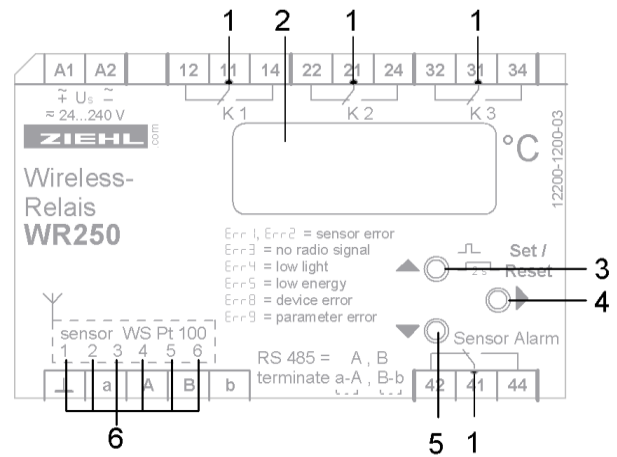 1 2 1 1
A1 A2 12 11 14 22 21 24 32 31 34
+ Us ~ −
K1 K2 K3
≂ 24...240 V
ZIEHL .com
°C
12200-1200-03
Wireless-
Relais
WR250
Err1, Err2 = sensor error
Err3 = no radio signal
Err4 = low light
Err5 = low energy
Err8 = device error
Err9 = parameter error
Set /
2 s Reset
3
4
sensor WS Pt 100
1 2 3 4 5 6
Sensor Alarm
RS 485 = A , B
terminate a-A , B-b
⊥ a A B b 42 41 44
6 5 1